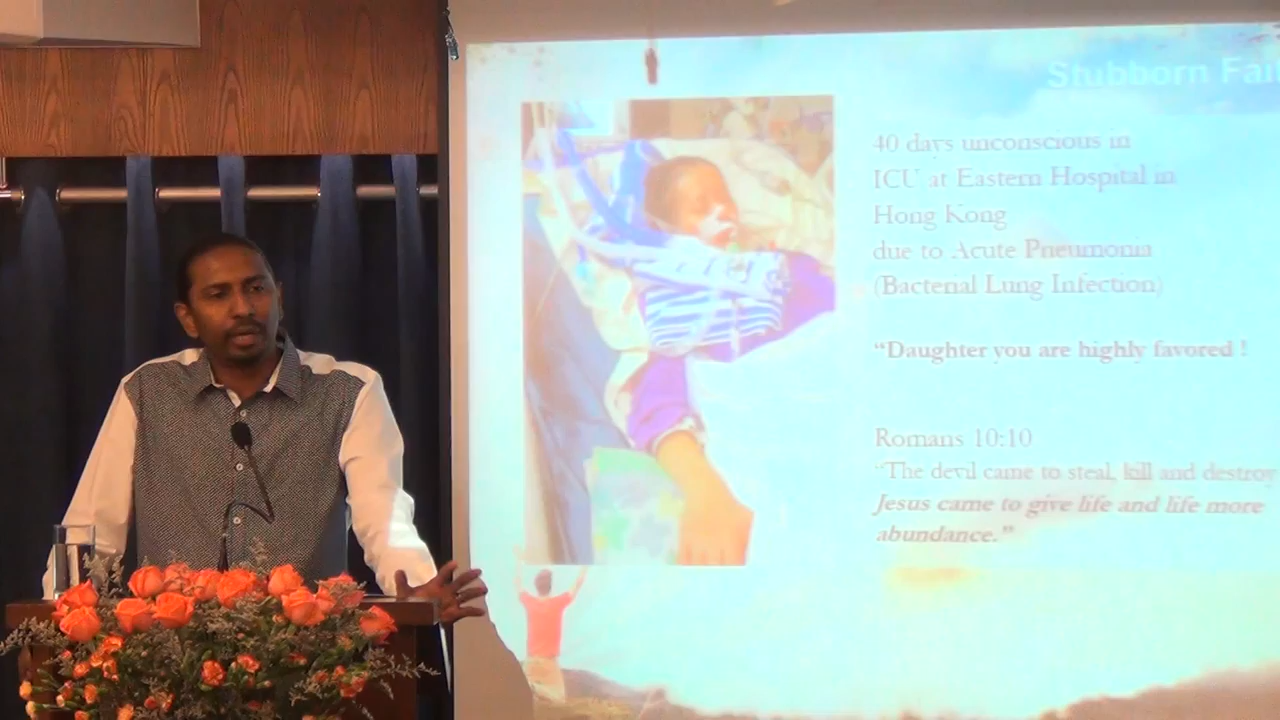 Stubborn Fai
40 days unconscious in
ICU at Eastern Hospital in
Hong Kong
due to Acute Pneumonia
(Bacterial Lung Infection)
“Daughter you are highly favored !
Romans 10:10
“The devil came to steal, kill and destroy
Jesus came to give life and life more
abundance.”